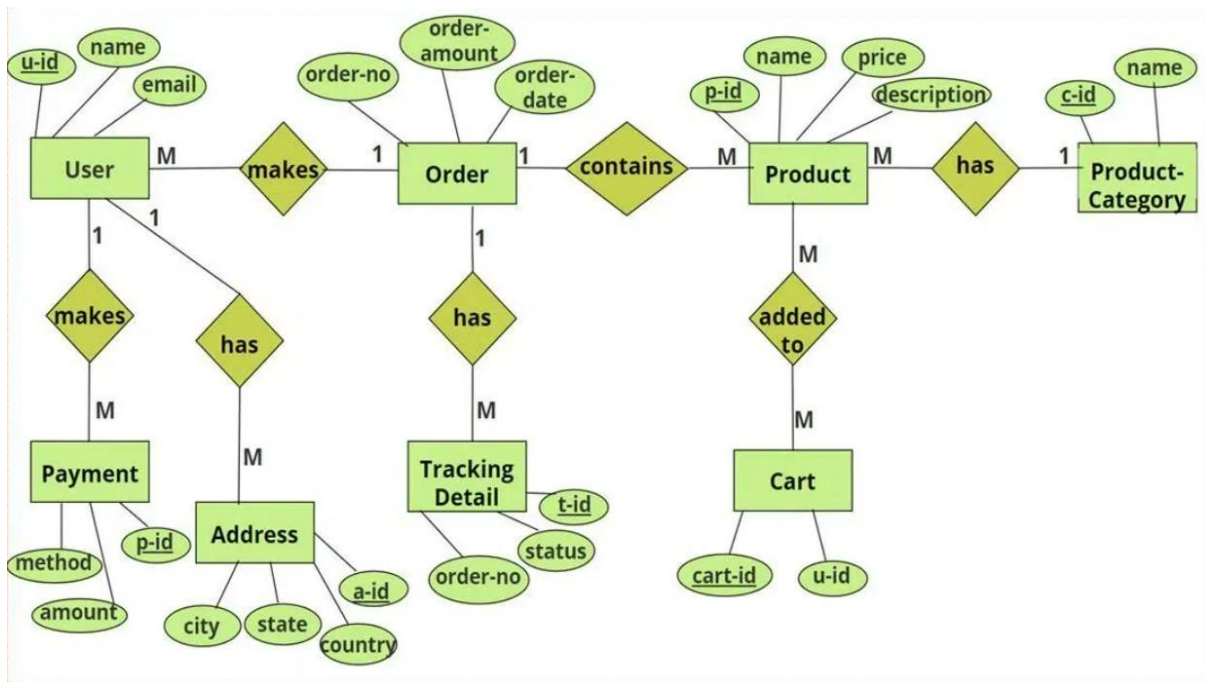 order-
amount
name
u-id
email
order-no
order-
date
name
price
p-id
description
name
c-id
User
M
makes
1
Order
1
contains
M
Product
M
has
1
Product-
Category
1
1
1
M
makes
has
has
added
to
M
M
M
M
Payment
Address
Tracking
Detail
Cart
method
p-id
amount
city
state
country
a-id
t-id
status
order-no
cart-id
u-id